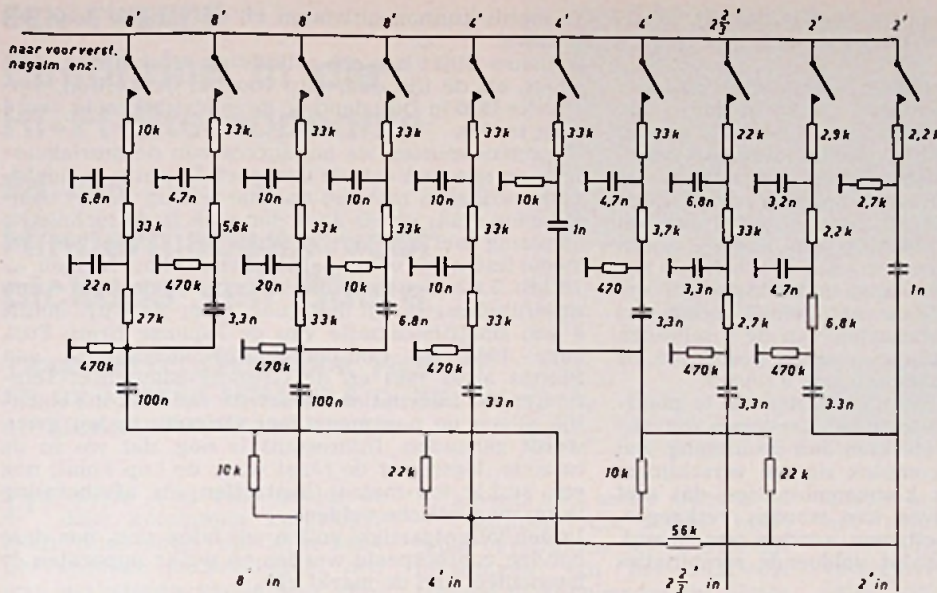 8' 8' 8' 8' 4' 4' 4' 2⅔' 2' 2'
naar voorverst.
nagalm enz.
10k 33k 33k 33k 33k 33k 33k 22k 2,9k 2,2k
6,8n 4,7n 10n 10n 10n 10k 4,7n 6,8n 3,2n 2,7k
33k 5,6k 33k 33k 33k 1n 3,7k 33k 2,2k
22n 470k 20n 10k 10n 470 3,3n 4,7n 1n
27k 3,3n 33k 6,8n 33k 3,3n 2,7k 6,8k
470k 470k 470k 470k 470k
100n 100n 33n 3,3n 3.3n
10k 22k 10k 22k
56k
8' in 4' in 2⅔' in 2' in